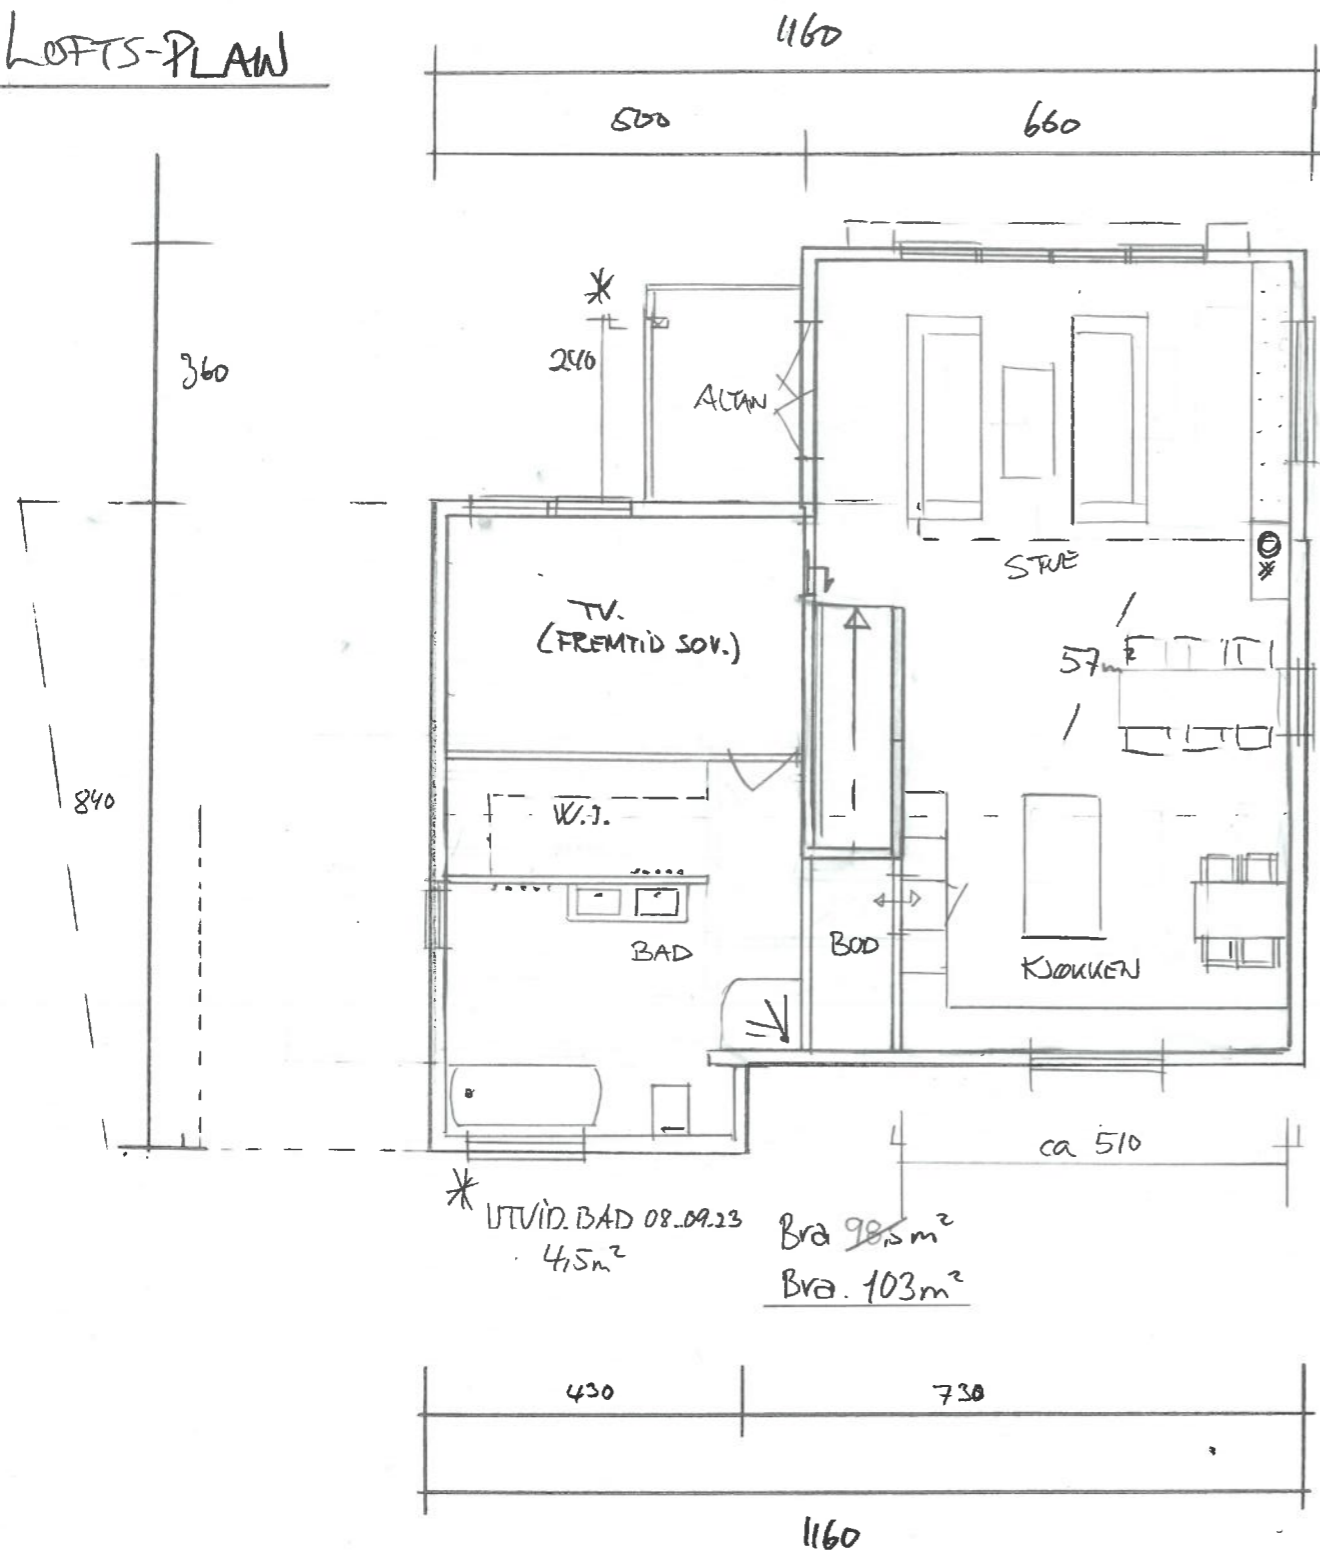 LOFTS-PLAN
1160
500
660
360
*
240
ALTAN
STUE
TV.
(FREMTID SOV.)
57m²
840
W.I.
BAD
BOD
KJØKKEN
ca 510
* UTVID. BAD 08.09.23
4,5m²
Bra 98,5m²
Bra. 103m²
430
730
1160